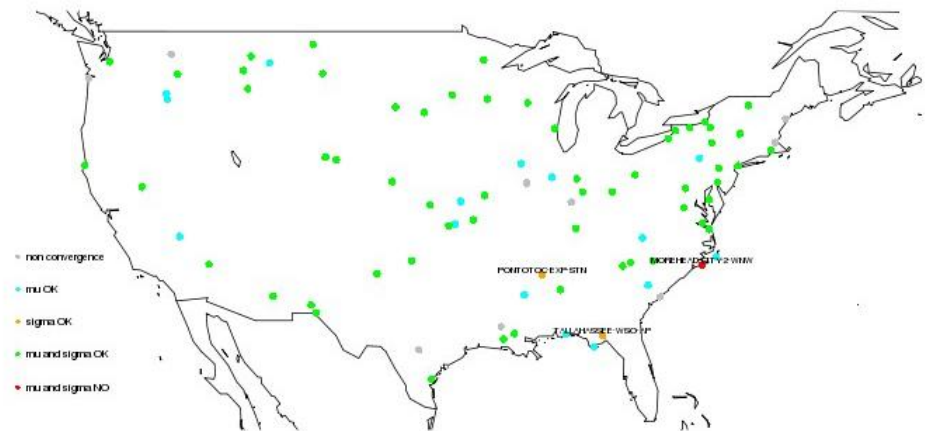 non convergence
MOREHEAD-CITY-2-WNW
PONTOTOC EXP-STN
mu OK
sigma OK
TALLAHASSEE-WSO-AP
mu and sigma OK
mu and sigma NO